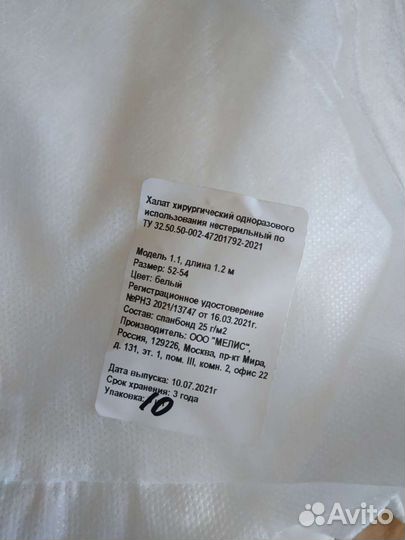 Халат хирургический одноразового
использования нестерильный по
ТУ 32.50.50-002-47201792-2021
Модель 1.1, длина 1.2 м
Размер: 52-54
Цвет: белый
Регистрационное удостоверение
№РНЗ 2021/13747 от 16.03.2021г.
Состав: спанбонд 25 г/м2
Производитель: ООО "МЕЛИС",
Россия, 129226, Москва, пр-кт Мира,
д. 131, эт. 1, пом. III, комн. 2, офис 22
Дата выпуска: 10.07.2021г
Срок хранения: 3 года
Упаковка: 10
Avito